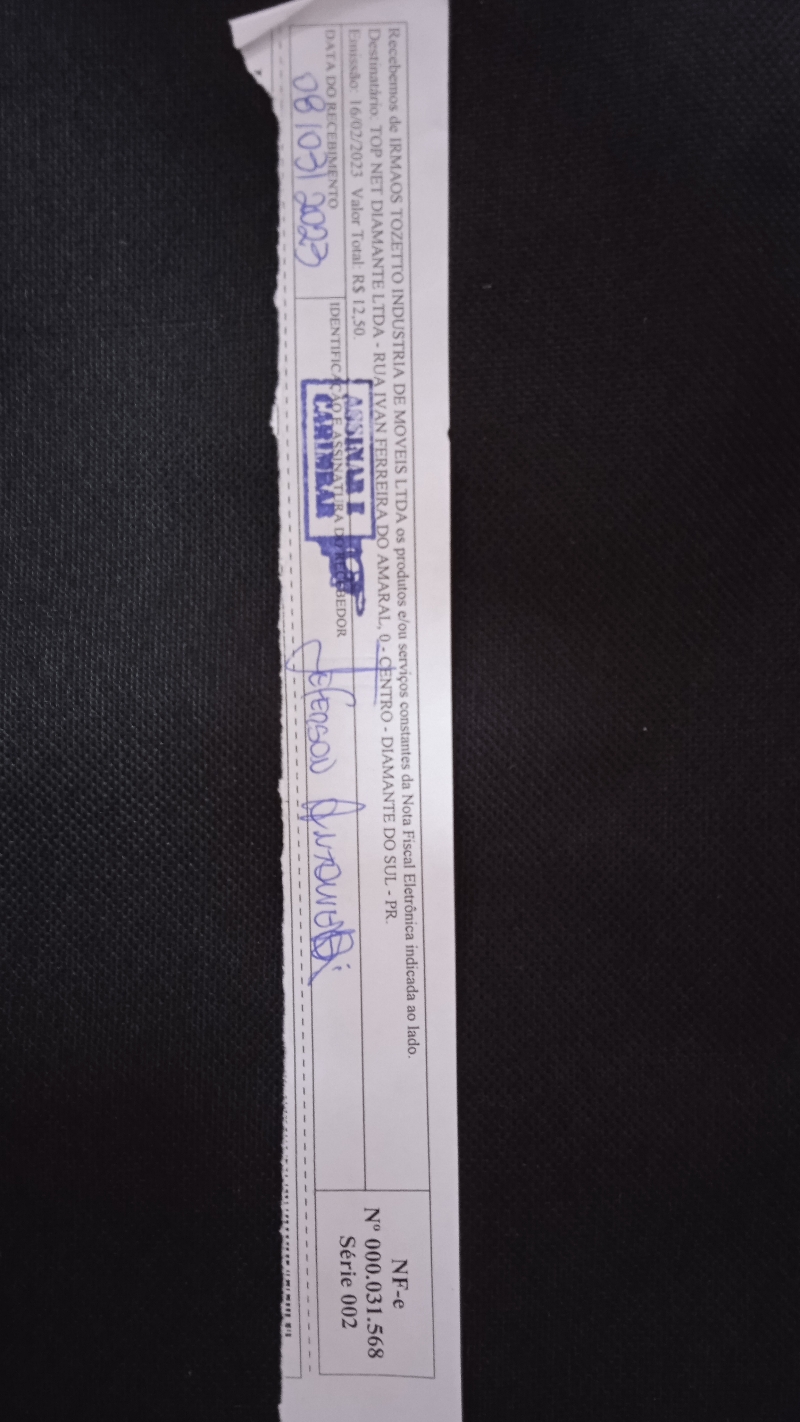 Recebemos de IRMAOS TOZETTO INDUSTRIA DE MOVEIS LTDA os produtos e/ou serviços constantes da Nota Fiscal Eletrônica indicada ao lado.
Destinatário: TOP NET DIAMANTE LTDA - RUA IVAN FERREIRA DO AMARAL, 0 - CENTRO - DIAMANTE DO SUL - PR.
Emissão: 16/02/2023 Valor Total: R$ 12,50.
DATA DO RECEBIMENTO
08/03/2023
IDENTIFICAÇÃO E ASSINATURA DO RECEBEDOR
ASSINAR E
CARIMBAR
Jeferson
NF-e
Nº 000.031.568
Série 002